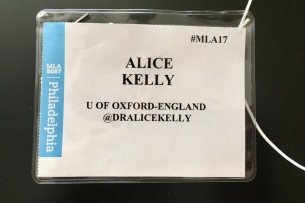 #MLA17
ALICE
KELLY
U OF OXFORD-ENGLAND
@DRALICEKELLY
MLA
2017
Philadelphia